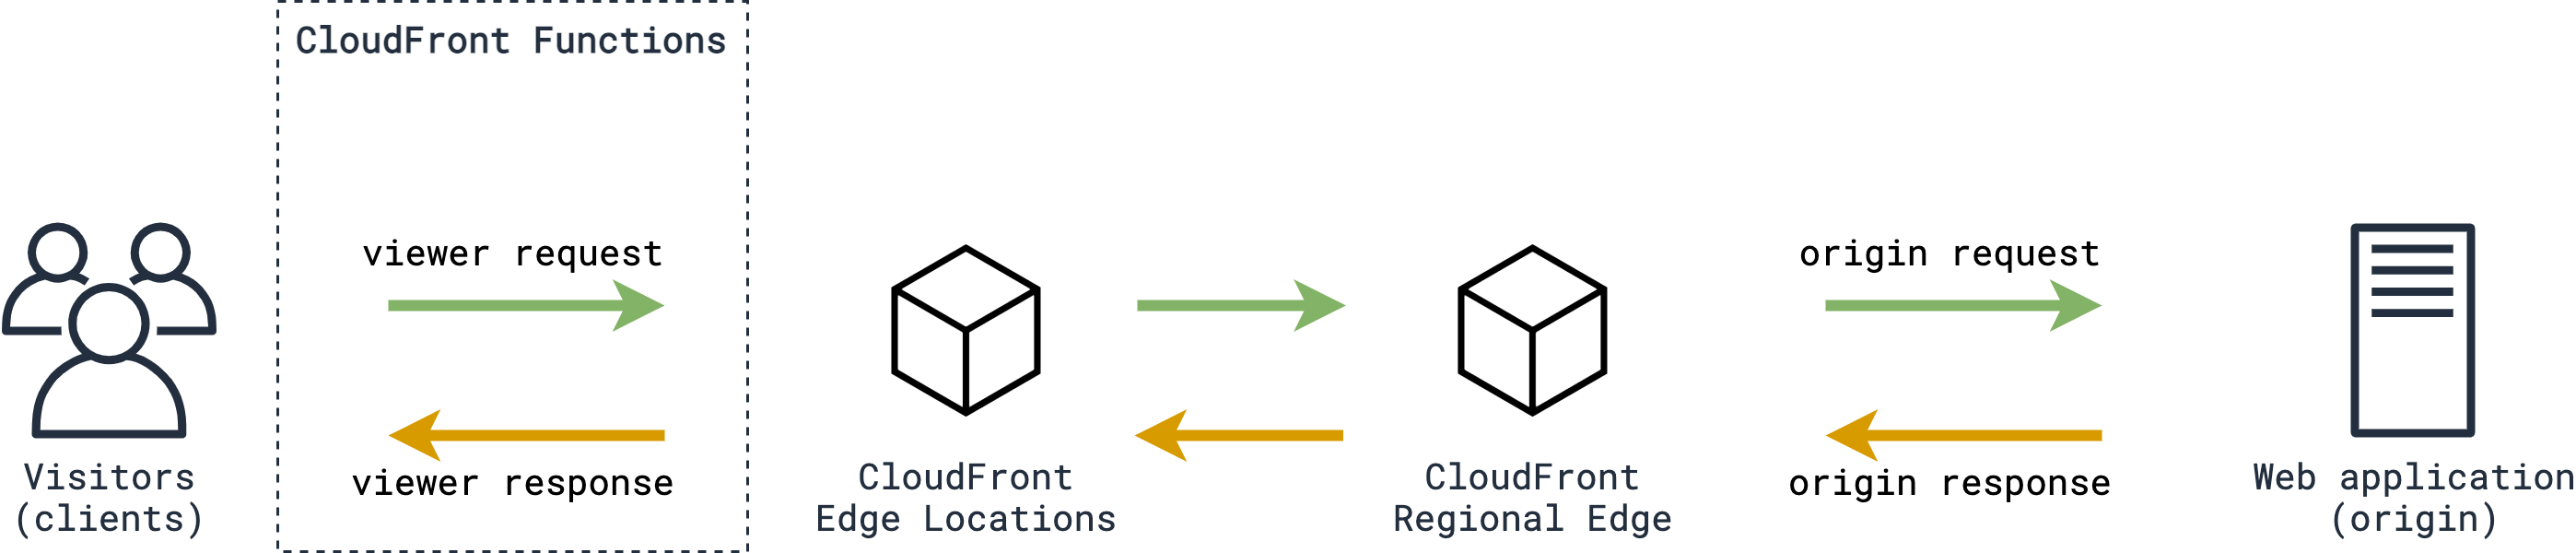 CloudFront Functions
viewer request
origin request
viewer response
origin response
Visitors
(clients)
CloudFront
Edge Locations
CloudFront
Regional Edge
Web application
(origin)